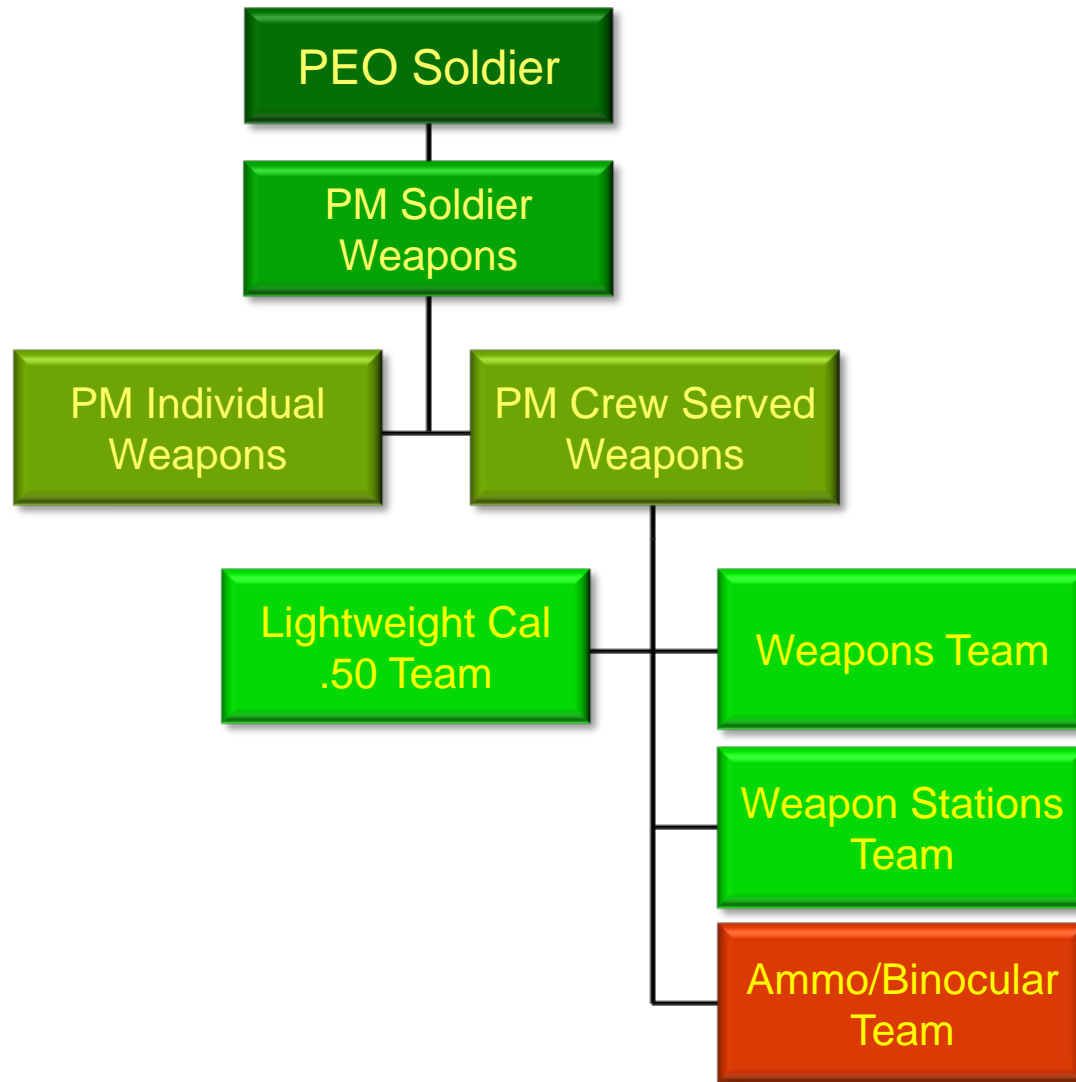 PEO Soldier
PM Soldier
Weapons
PM Individual
Weapons
PM Crew Served
Weapons
Lightweight Cal
.50 Team
Weapons Team
Weapon Stations
Team
Ammo/Binocular
Team